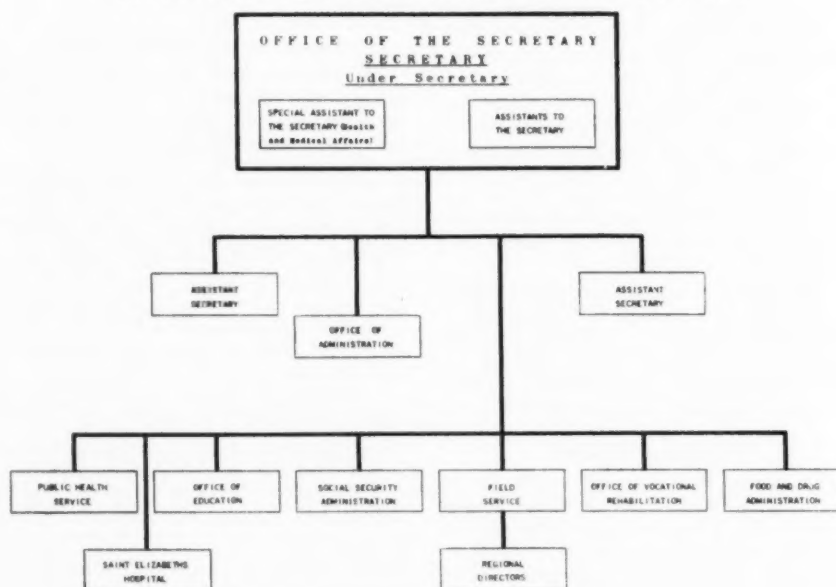 OFFICE OF THE SECRETARY
SECRETARY
Under Secretary
SPECIAL ASSISTANT TO
THE SECRETARY (Health
and Medical Affairs)
ASSISTANTS TO
THE SECRETARY
ASSISTANT
SECRETARY
OFFICE OF
ADMINISTRATION
ASSISTANT
SECRETARY
PUBLIC HEALTH
SERVICE
OFFICE OF
EDUCATION
SOCIAL SECURITY
ADMINISTRATION
FIELD
SERVICE
OFFICE OF VOCATIONAL
REHABILITATION
FOOD AND DRUG
ADMINISTRATION
SAINT ELIZABETHS
HOSPITAL
REGIONAL
DIRECTORS